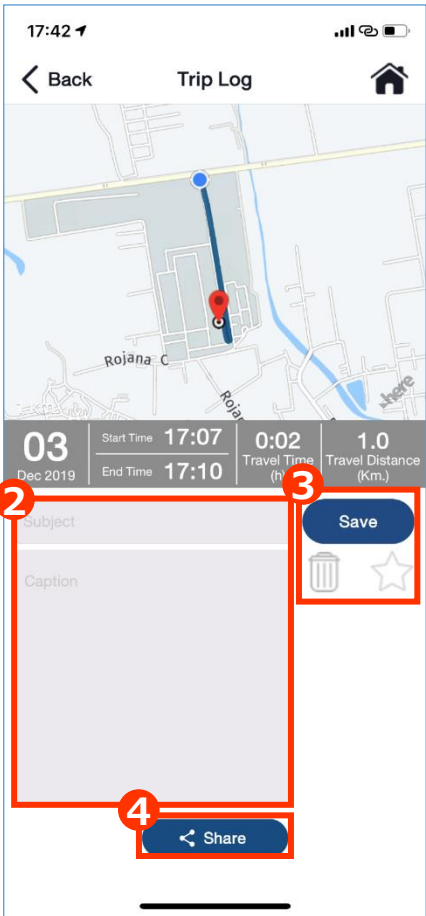 17:42
Back
Trip Log
Rojana C
Roja
here
03
Dec 2019
Start Time 17:07
End Time 17:10
0:02
Travel Time
(h)
1.0
Travel Distance
(Km.)
2
3
Subject
Save
Caption
4
Share